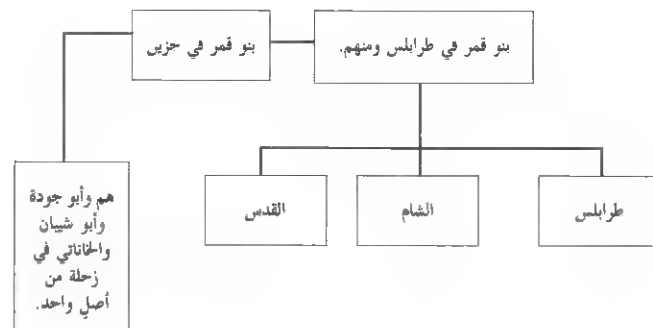 بنو قمر في طرابلس ومنهم.
بنو قمر في جزين
طرابلس
الشام
القدس
هم وأبو جودة
وأبو شيبان
والخاناتي في
زحلة من
أصلٍ واحد.